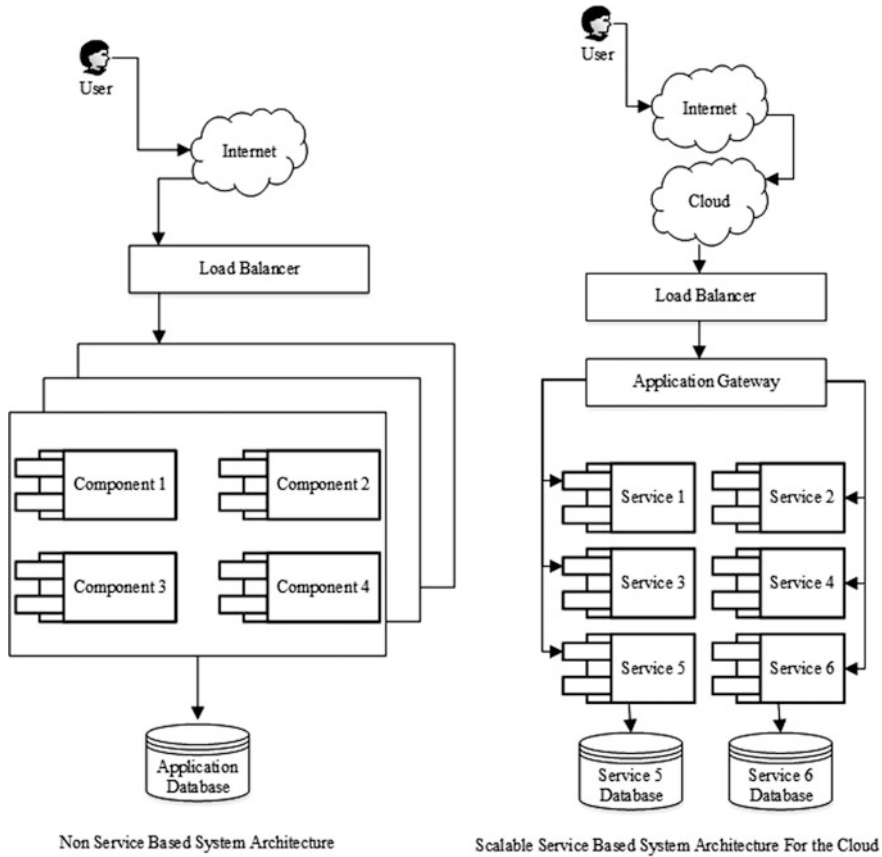 User
Internet
Load Balancer
Component 1
Component 2
Component 3
Component 4
Application
Database
Non Service Based System Architecture
User
Internet
Cloud
Load Balancer
Application Gateway
Service 1
Service 2
Service 3
Service 4
Service 5
Service 6
Service 5
Database
Service 6
Database
Scalable Service Based System Architecture For the Cloud